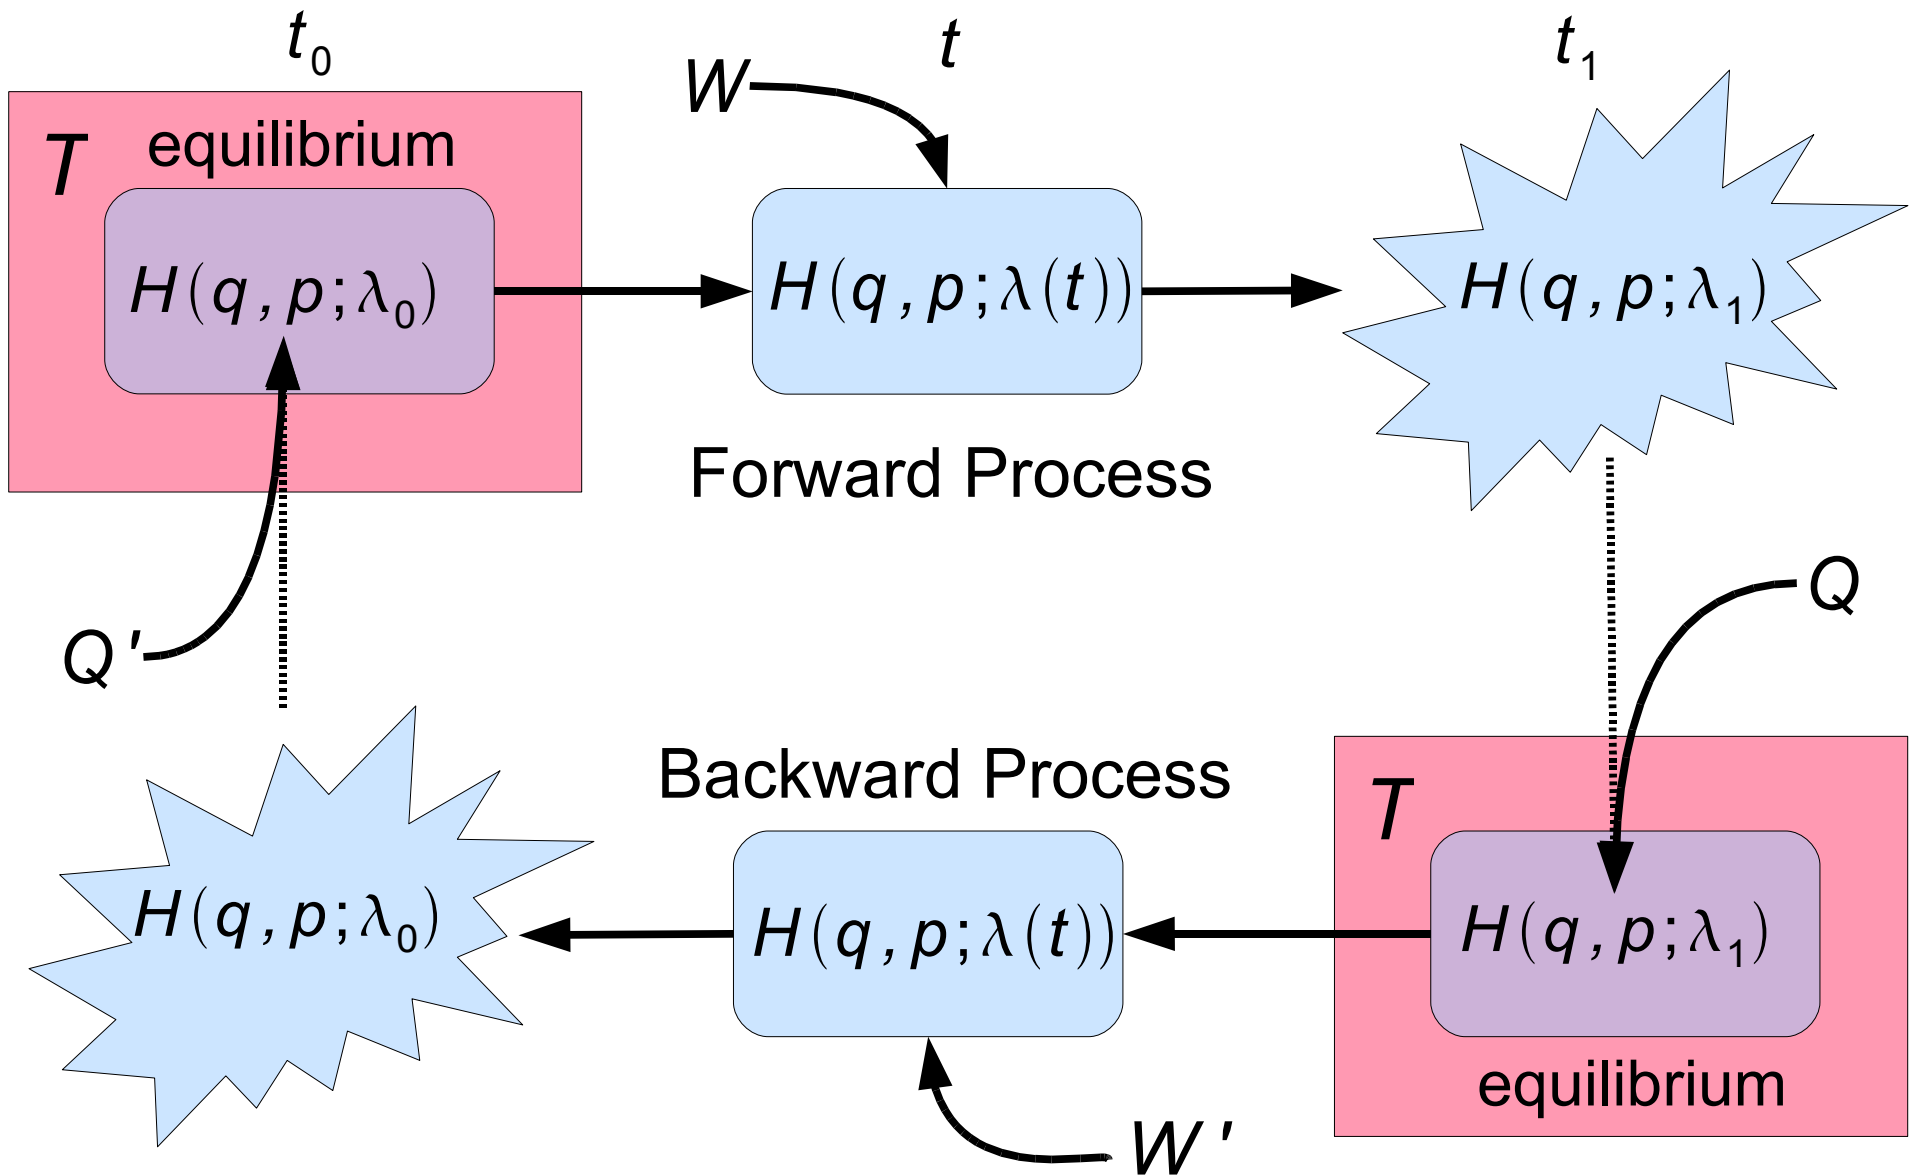 t₀
t
t₁
W
T
equilibrium
H(q,p;λ₀)
H(q,p;λ(t))
H(q,p;λ₁)
Forward Process
Q
Q'
Backward Process
T
H(q,p;λ₀)
H(q,p;λ(t))
H(q,p;λ₁)
equilibrium
W'